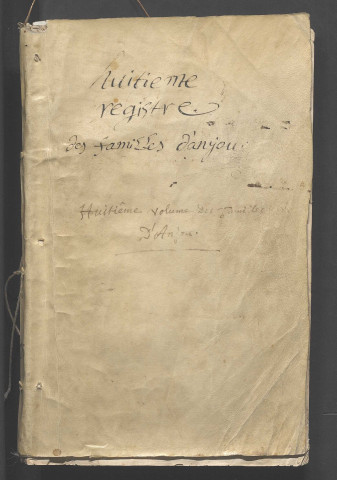 huitieme
registre
des familles d'anjou
Huitième volume des familles
D'Anjou.